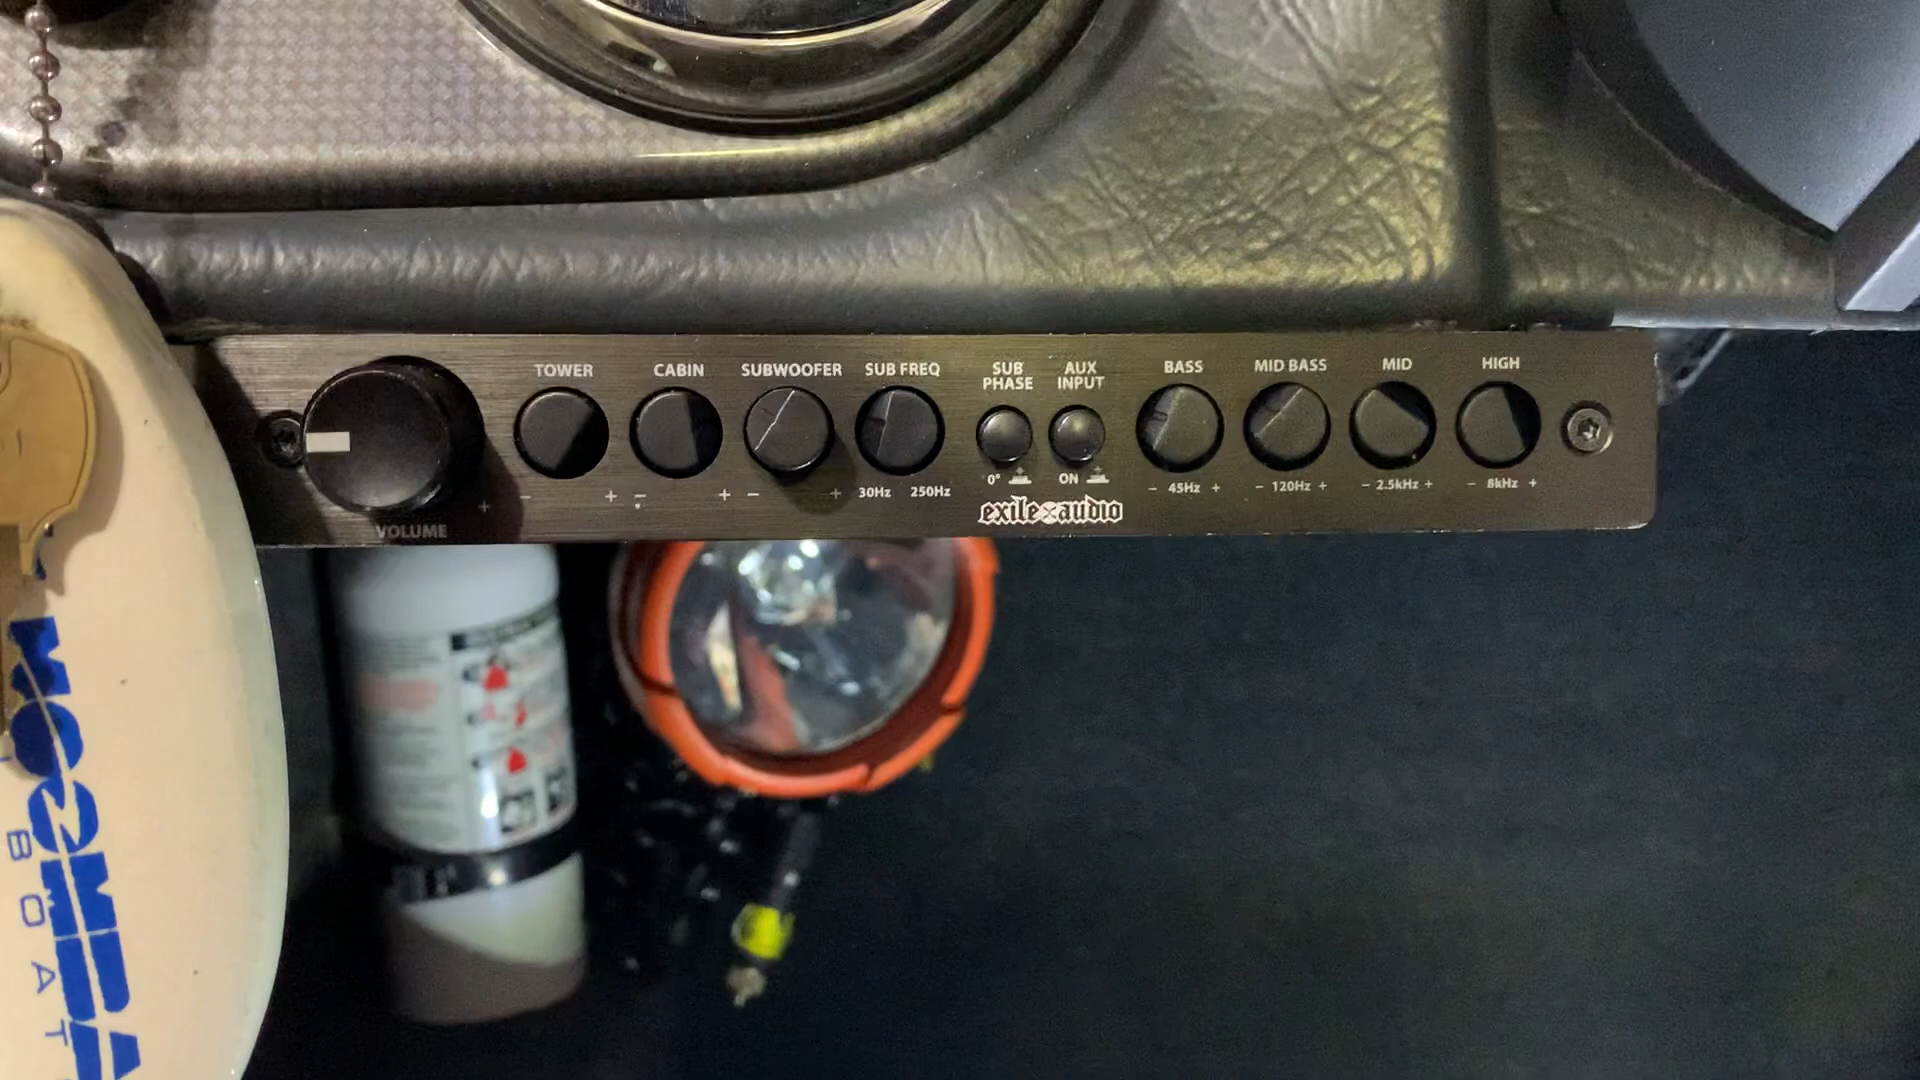 TOWER CABIN SUBWOOFER SUB FREQ SUB PHASE AUX INPUT BASS MID BASS MID HIGH
- + - + - + 30Hz 250Hz 0° ON - 45Hz + - 120Hz + - 2.5kHz + - 8kHz +
+
VOLUME
exile audio
MOOMBA
BOAT